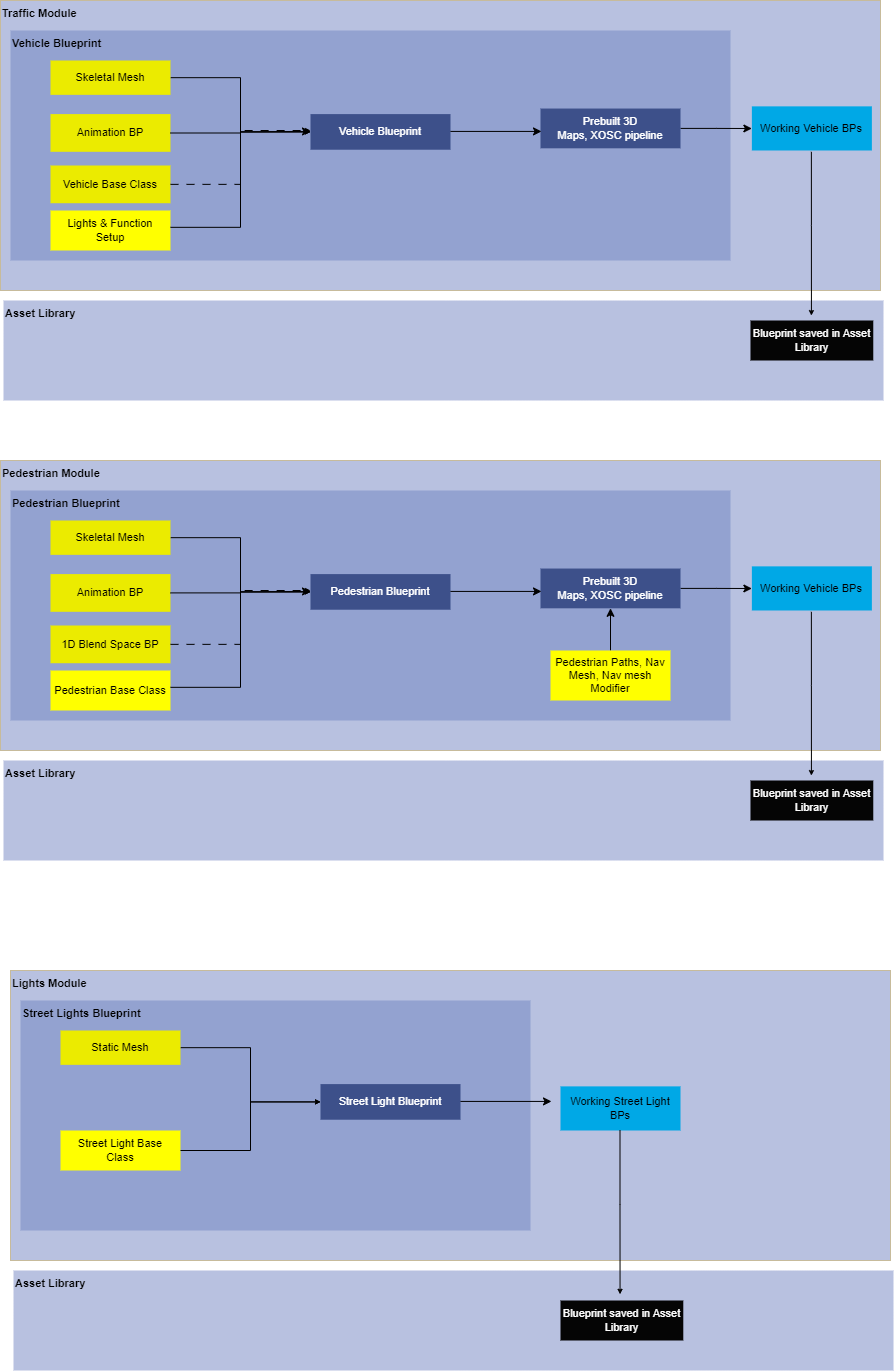 Traffic Module
Vehicle Blueprint
Skeletal Mesh
Animation BP
Vehicle Base Class
Lights & Function
Setup
Vehicle Blueprint
Prebuilt 3D
Maps, XOSC pipeline
Working Vehicle BPs
Asset Library
Blueprint saved in Asset
Library
Pedestrian Module
Pedestrian Blueprint
Skeletal Mesh
Animation BP
1D Blend Space BP
Pedestrian Base Class
Pedestrian Blueprint
Prebuilt 3D
Maps, XOSC pipeline
Pedestrian Paths, Nav
Mesh, Nav mesh
Modifier
Working Vehicle BPs
Asset Library
Blueprint saved in Asset
Library
Lights Module
Street Lights Blueprint
Static Mesh
Street Light Base
Class
Street Light Blueprint
Working Street Light
BPs
Asset Library
Blueprint saved in Asset
Library